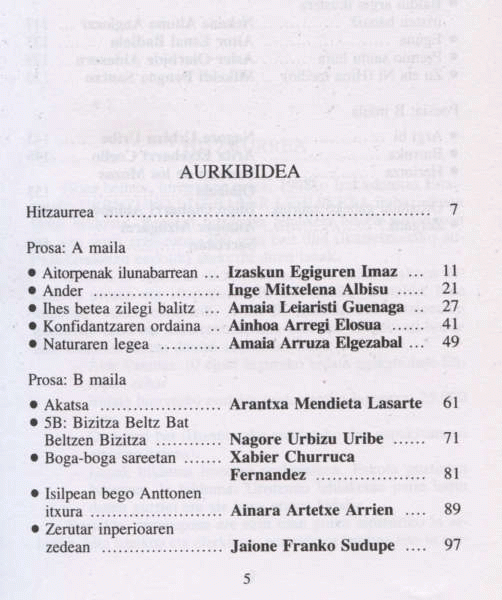 AURKIBIDEA
Hitzaurrea ........................................................ 7
Prosa: A maila
● Aitorpenak ilunabarrean ... Izaskun Egiguren Imaz ... 11
● Ander ...................... Inge Mitxelena Albisu ..... 21
● Ihes betea zilegi balitz ... Amaia Leiaristi Guenaga .. 27
● Konfidantzaren ordaina .. Ainhoa Arregi Elosua ..... 41
● Naturaren legea ............ Amaia Arruza Elgezabal ... 49
Prosa: B maila
● Akatsa ..................... Arantxa Mendieta Lasarte 61
● 5B: Bizitza Beltz Bat
Beltzen Bizitza ............. Nagore Urbizu Uribe ...... 71
● Boga-boga sareetan ...... Xabier Churruca
Fernandez .................... 81
● Isilpean bego Anttonen
itxura ........................ Ainara Artetxe Arrien .... 89
● Zerutar inperioaren
zedean ..................... Jaione Franko Sudupe .... 97
5